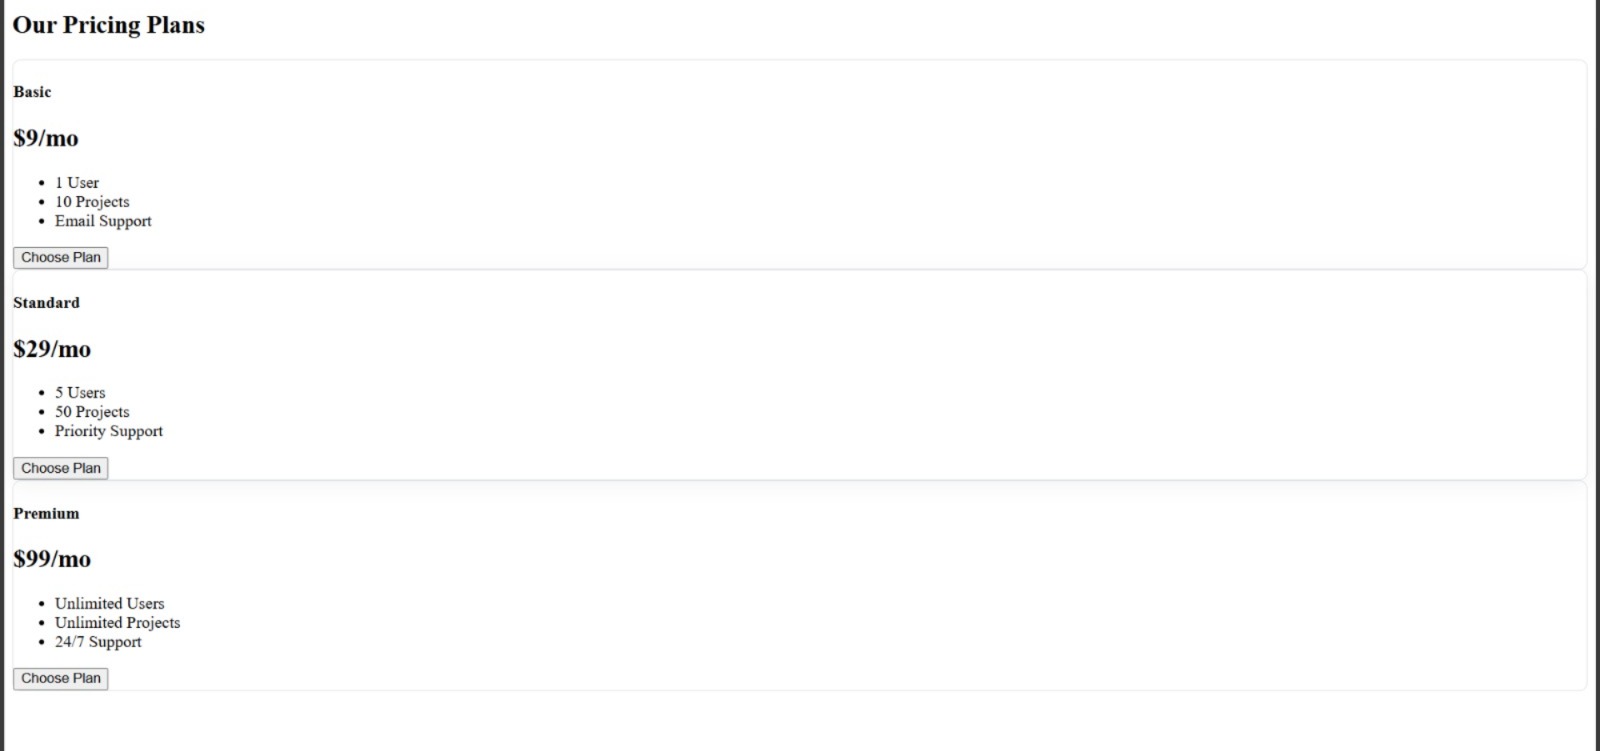 Our Pricing Plans
Basic
$9/mo
1 User
10 Projects
Email Support
Choose Plan
Standard
$29/mo
5 Users
50 Projects
Priority Support
Choose Plan
Premium
$99/mo
Unlimited Users
Unlimited Projects
24/7 Support
Choose Plan